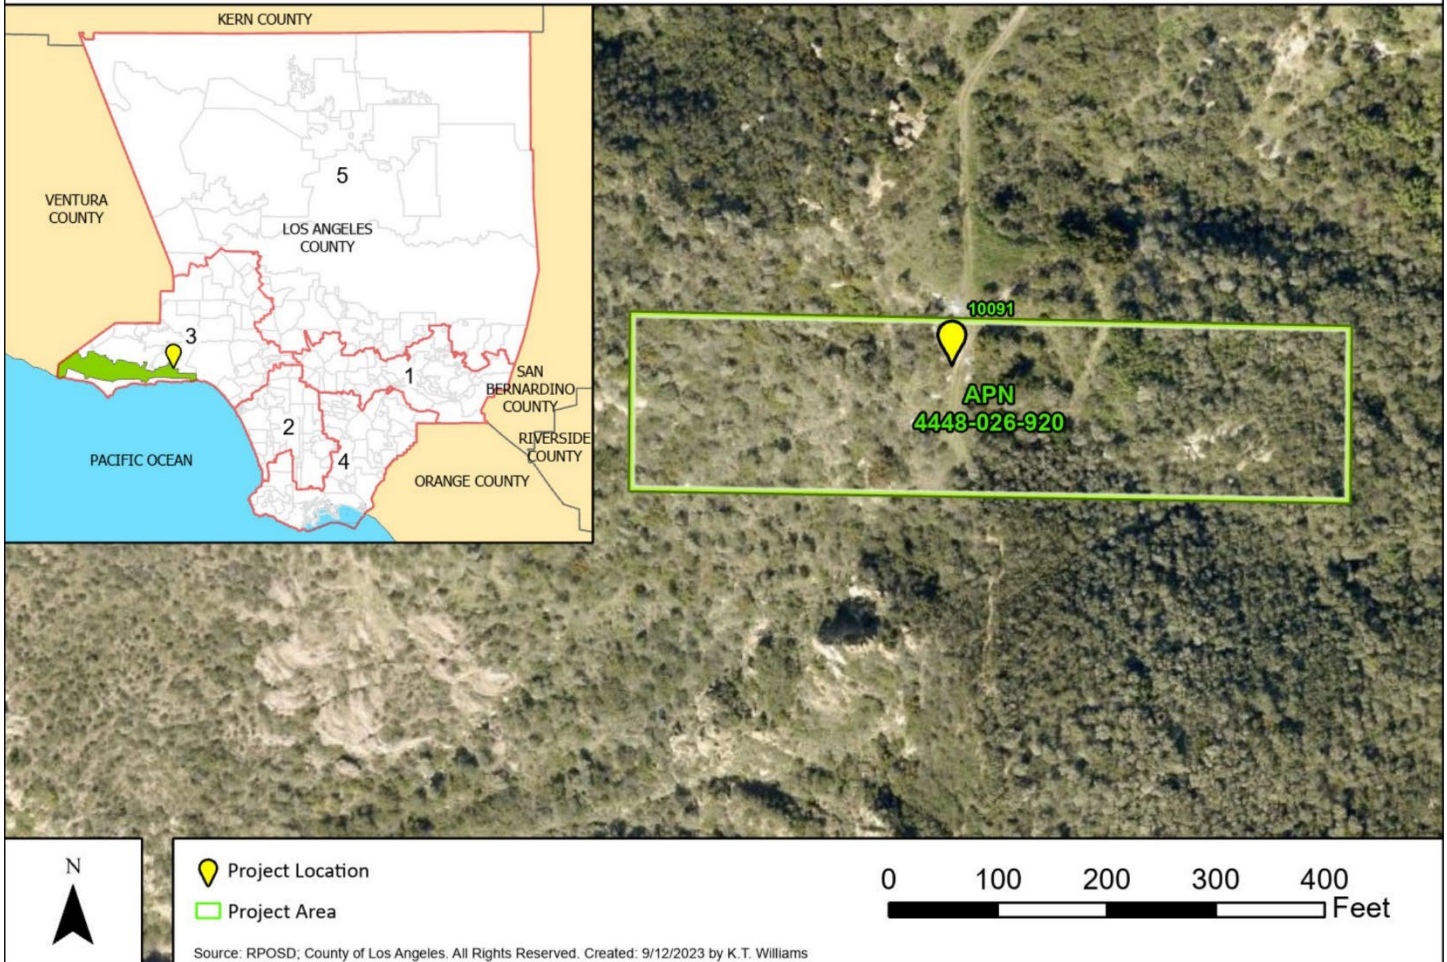 KERN COUNTY
5
VENTURA
COUNTY
LOS ANGELES
COUNTY
3
1
SAN
BERNARDINO
COUNTY
2
RIVERSIDE
COUNTY
4
PACIFIC OCEAN
ORANGE COUNTY
10091
APN
4448-026-920
N
Project Location
Project Area
0 100 200 300 400
Feet
Source: RPOSD; County of Los Angeles. All Rights Reserved. Created: 9/12/2023 by K.T. Williams